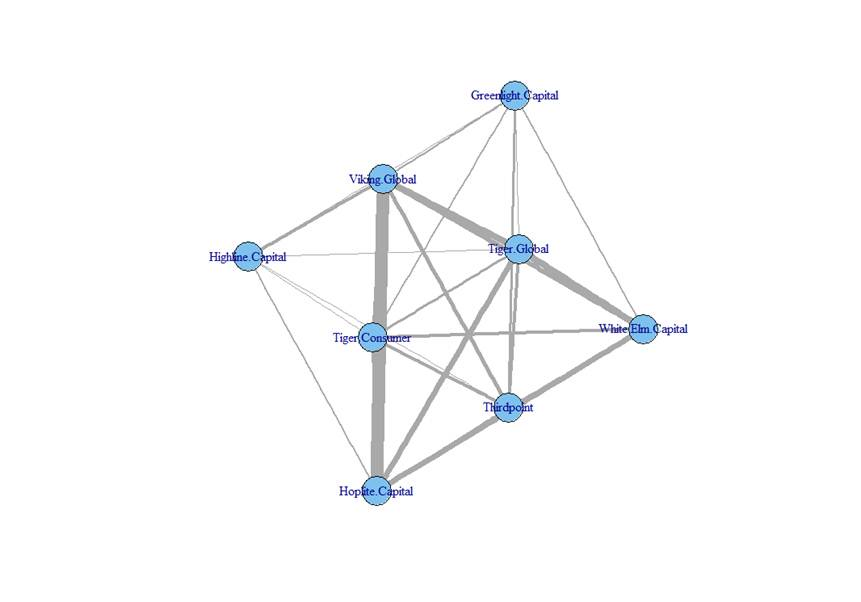 Greenlight.Capital
Viking.Global
Tiger.Global
Highline.Capital
White.Elm.Capital
Tiger.Consumer
Thirdpoint
Hoplite.Capital